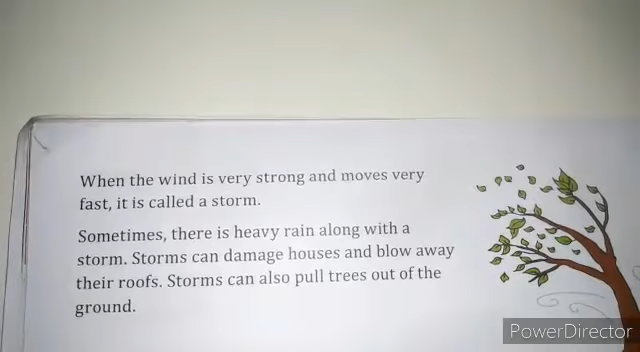 When the wind is very strong and moves very
fast, it is called a storm.
Sometimes, there is heavy rain along with a
storm. Storms can damage houses and blow away
their roofs. Storms can also pull trees out of the
ground.
PowerDirector